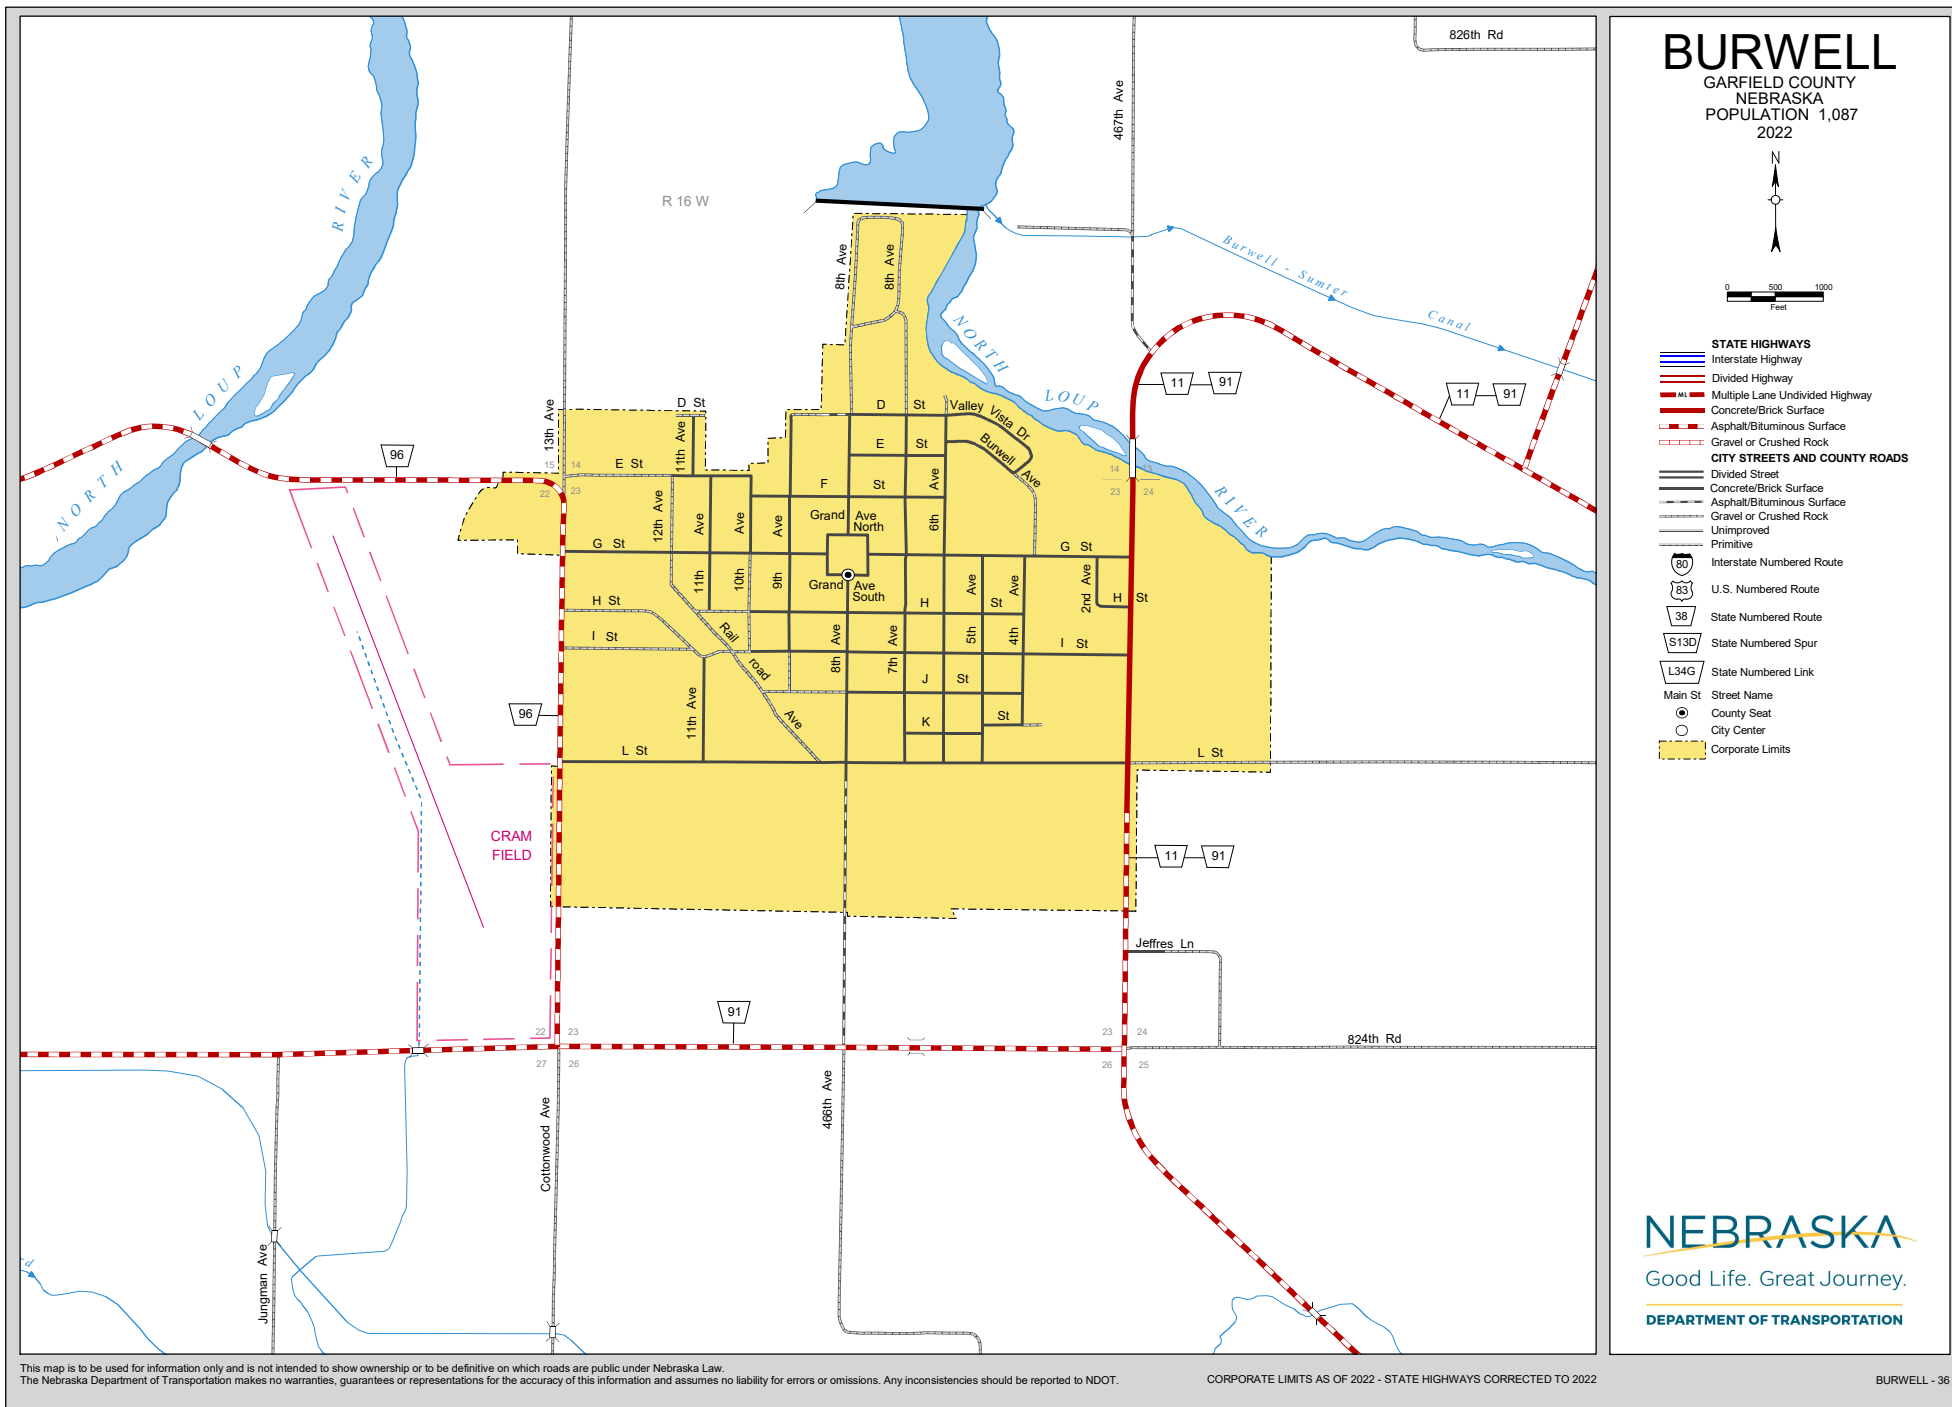 BURWELL
GARFIELD COUNTY
NEBRASKA
POPULATION 1,087
2022
N
0 500 1000
Feet
STATE HIGHWAYS
Interstate Highway
Divided Highway
ML Multiple Lane Undivided Highway
Concrete/Brick Surface
Asphalt/Bituminous Surface
Gravel or Crushed Rock
CITY STREETS AND COUNTY ROADS
Divided Street
Concrete/Brick Surface
Asphalt/Bituminous Surface
Gravel or Crushed Rock
Unimproved
Primitive
80 Interstate Numbered Route
83 U.S. Numbered Route
38 State Numbered Route
S13D State Numbered Spur
L34G State Numbered Link
Main St Street Name
County Seat
City Center
Corporate Limits
NEBRASKA
Good Life. Great Journey.
DEPARTMENT OF TRANSPORTATION
826th Rd
467th Ave
R 16 W
NORTH LOUP RIVER
8th Ave
8th Ave
Burwell - Sumter Canal
NORTH LOUP RIVER
11 91
11 91
13th Ave
D St
D St
Valley Vista Dr
11th Ave
E St
Burwell Ave
96
15 14
22 23
E St
14 13
23 24
F St
6th Ave
12th Ave
11th Ave
10th Ave
9th Ave
Grand Ave North
G St
G St
Grand Ave South
H St
H St
5th Ave
4th Ave
2nd Ave
H St
I St
Rail road Ave
8th Ave
7th Ave
I St
J St
K St
11th Ave
96
L St
L St
CRAM
FIELD
11 91
Jeffres Ln
91
22 23
27 26
23 24
26 25
824th Rd
466th Ave
Cottonwood Ave
Jungman Ave
d
This map is to be used for information only and is not intended to show ownership or to be definitive on which roads are public under Nebraska Law.
The Nebraska Department of Transportation makes no warranties, guarantees or representations for the accuracy of this information and assumes no liability for errors or omissions. Any inconsistencies should be reported to NDOT.
CORPORATE LIMITS AS OF 2022 - STATE HIGHWAYS CORRECTED TO 2022
BURWELL - 36